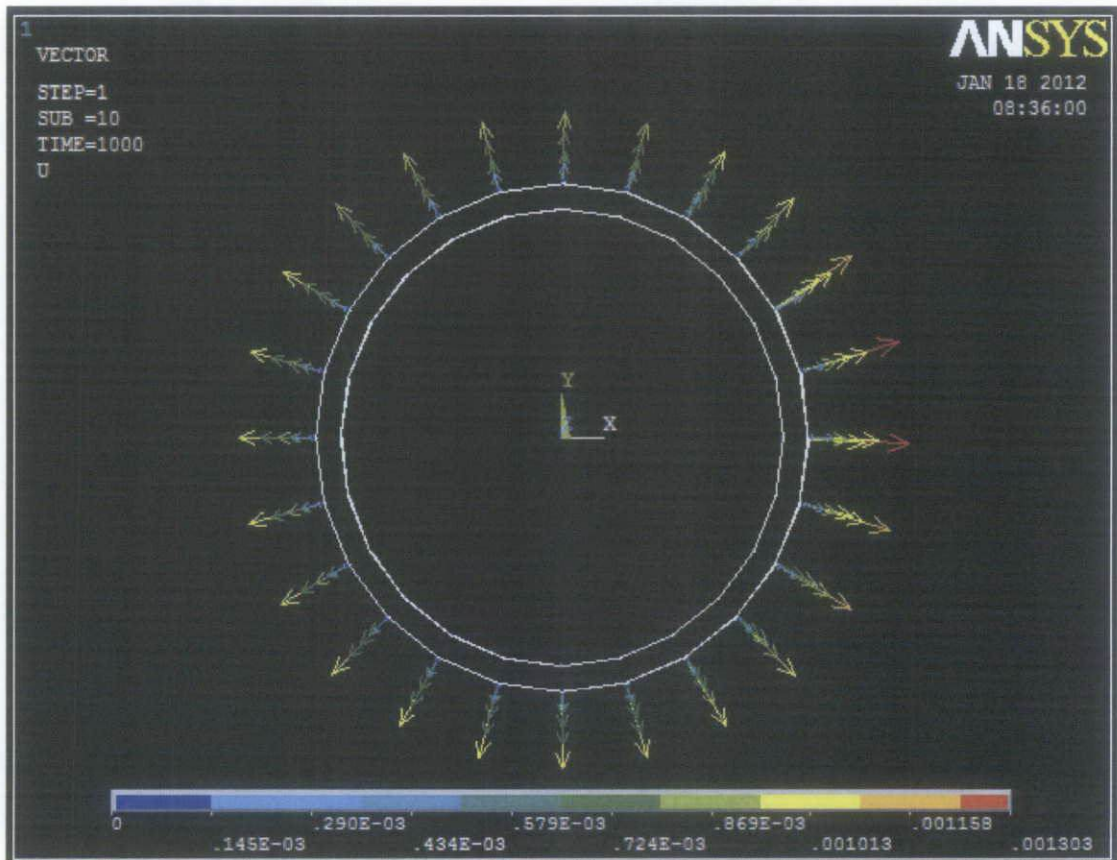 1
VECTOR
STEP=1
SUB =10
TIME=1000
U
ANSYS
JAN 18 2012
08:36:00
Y
X
0 .290E-03 .579E-03 .869E-03 .001158
.145E-03 .434E-03 .724E-03 .001013 .001303